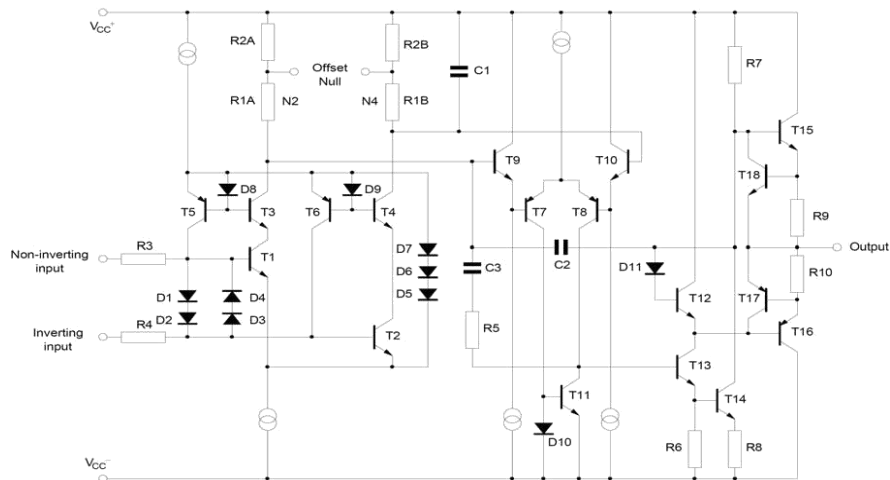 VCC+
R2A
R2B
Offset
Null
C1
R7
R1A
N2
N4
R1B
T15
T9
T10
T18
D8
D9
T5
T3
T6
T4
T7
T8
R9
Non-inverting
input
R3
T1
D7
D6
D5
C2
Output
D11
C3
R10
D1
D4
D2
D3
T12
T17
Inverting
input
R4
T2
R5
T16
T13
T11
T14
D10
R6
R8
VCC-